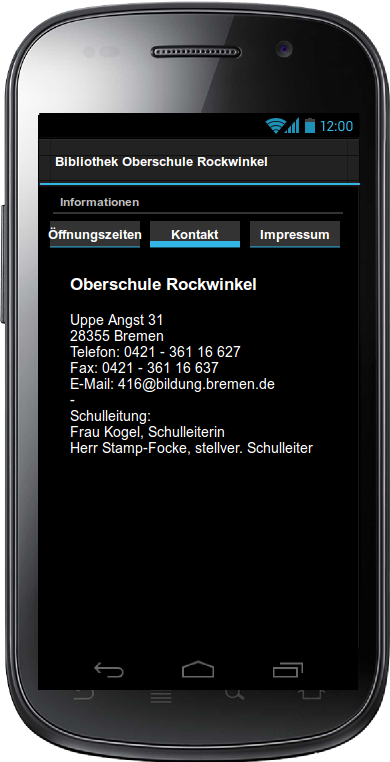 12:00
Bibliothek Oberschule Rockwinkel
Informationen
Öffnungszeiten Kontakt Impressum
Oberschule Rockwinkel
Uppe Angst 31
28355 Bremen
Telefon: 0421 - 361 16 627
Fax: 0421 - 361 16 637
E-Mail: 416@bildung.bremen.de
-
Schulleitung:
Frau Kogel, Schulleiterin
Herr Stamp-Focke, stellver. Schulleiter